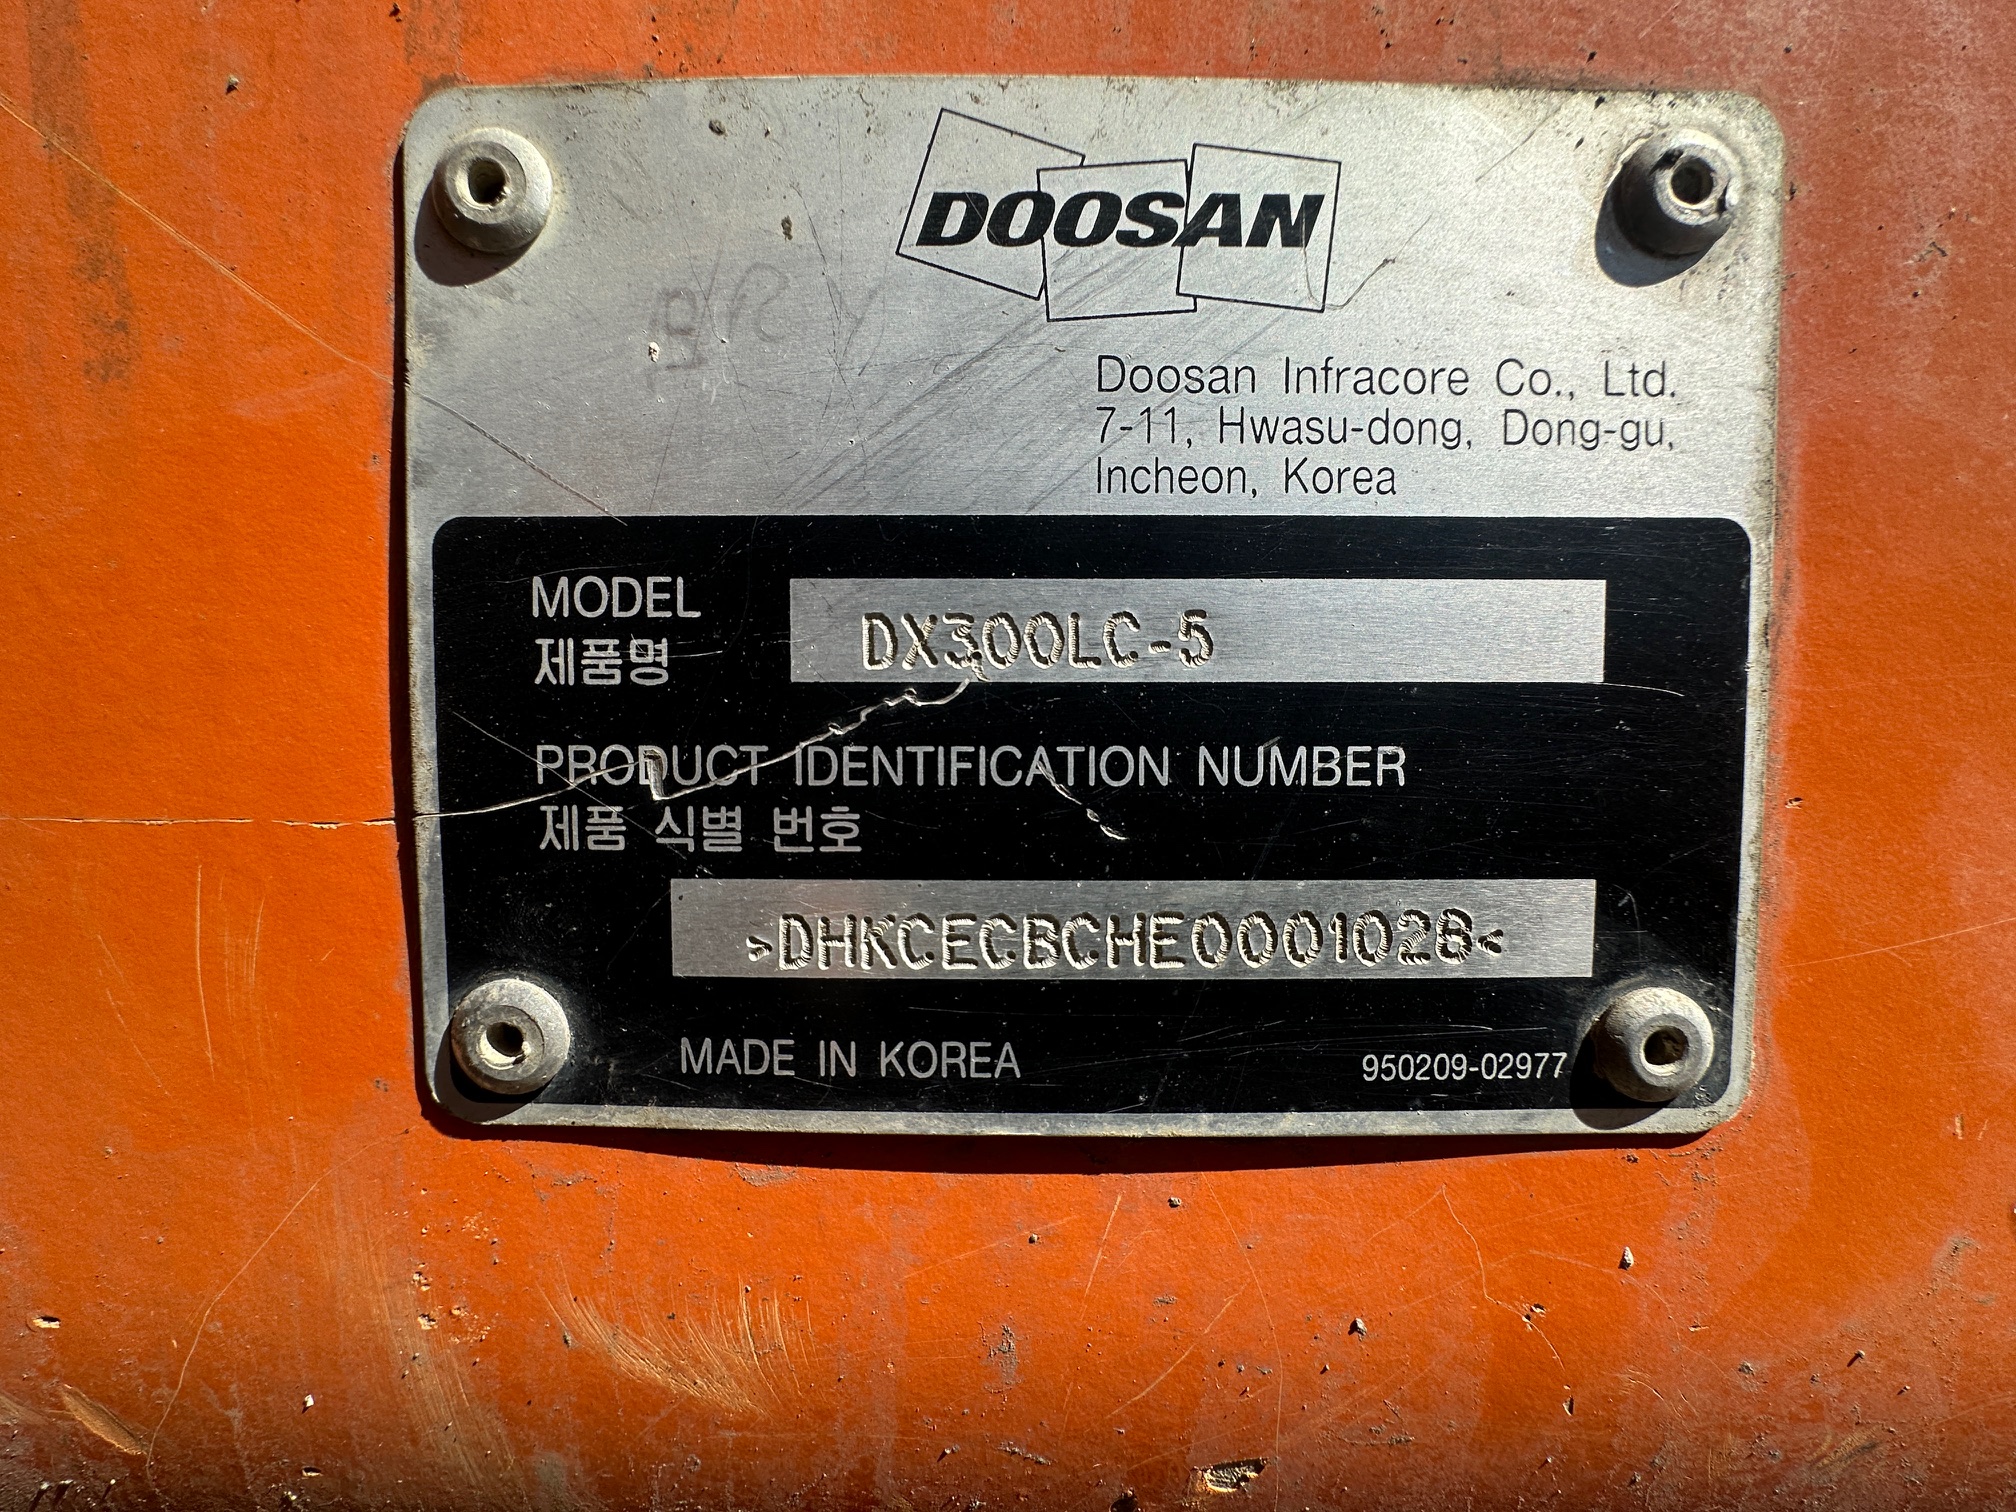 DOOSAN
Doosan Infracore Co., Ltd.
7-11, Hwasu-dong, Dong-gu,
Incheon, Korea
MODEL
제품명
DX300LC-5
PRODUCT IDENTIFICATION NUMBER
제품 식별 번호
>DHKCECBCHE0001028<
MADE IN KOREA
950209-02977